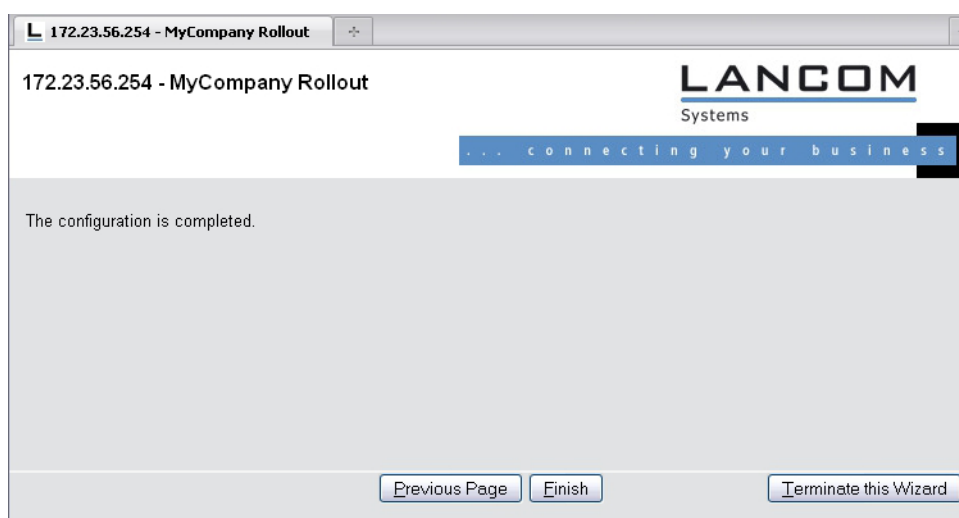 172.23.56.254 - MyCompany Rollout
172.23.56.254 - MyCompany Rollout
LANCOM
Systems
... connecting your business
The configuration is completed.
Previous Page
Finish
Terminate this Wizard